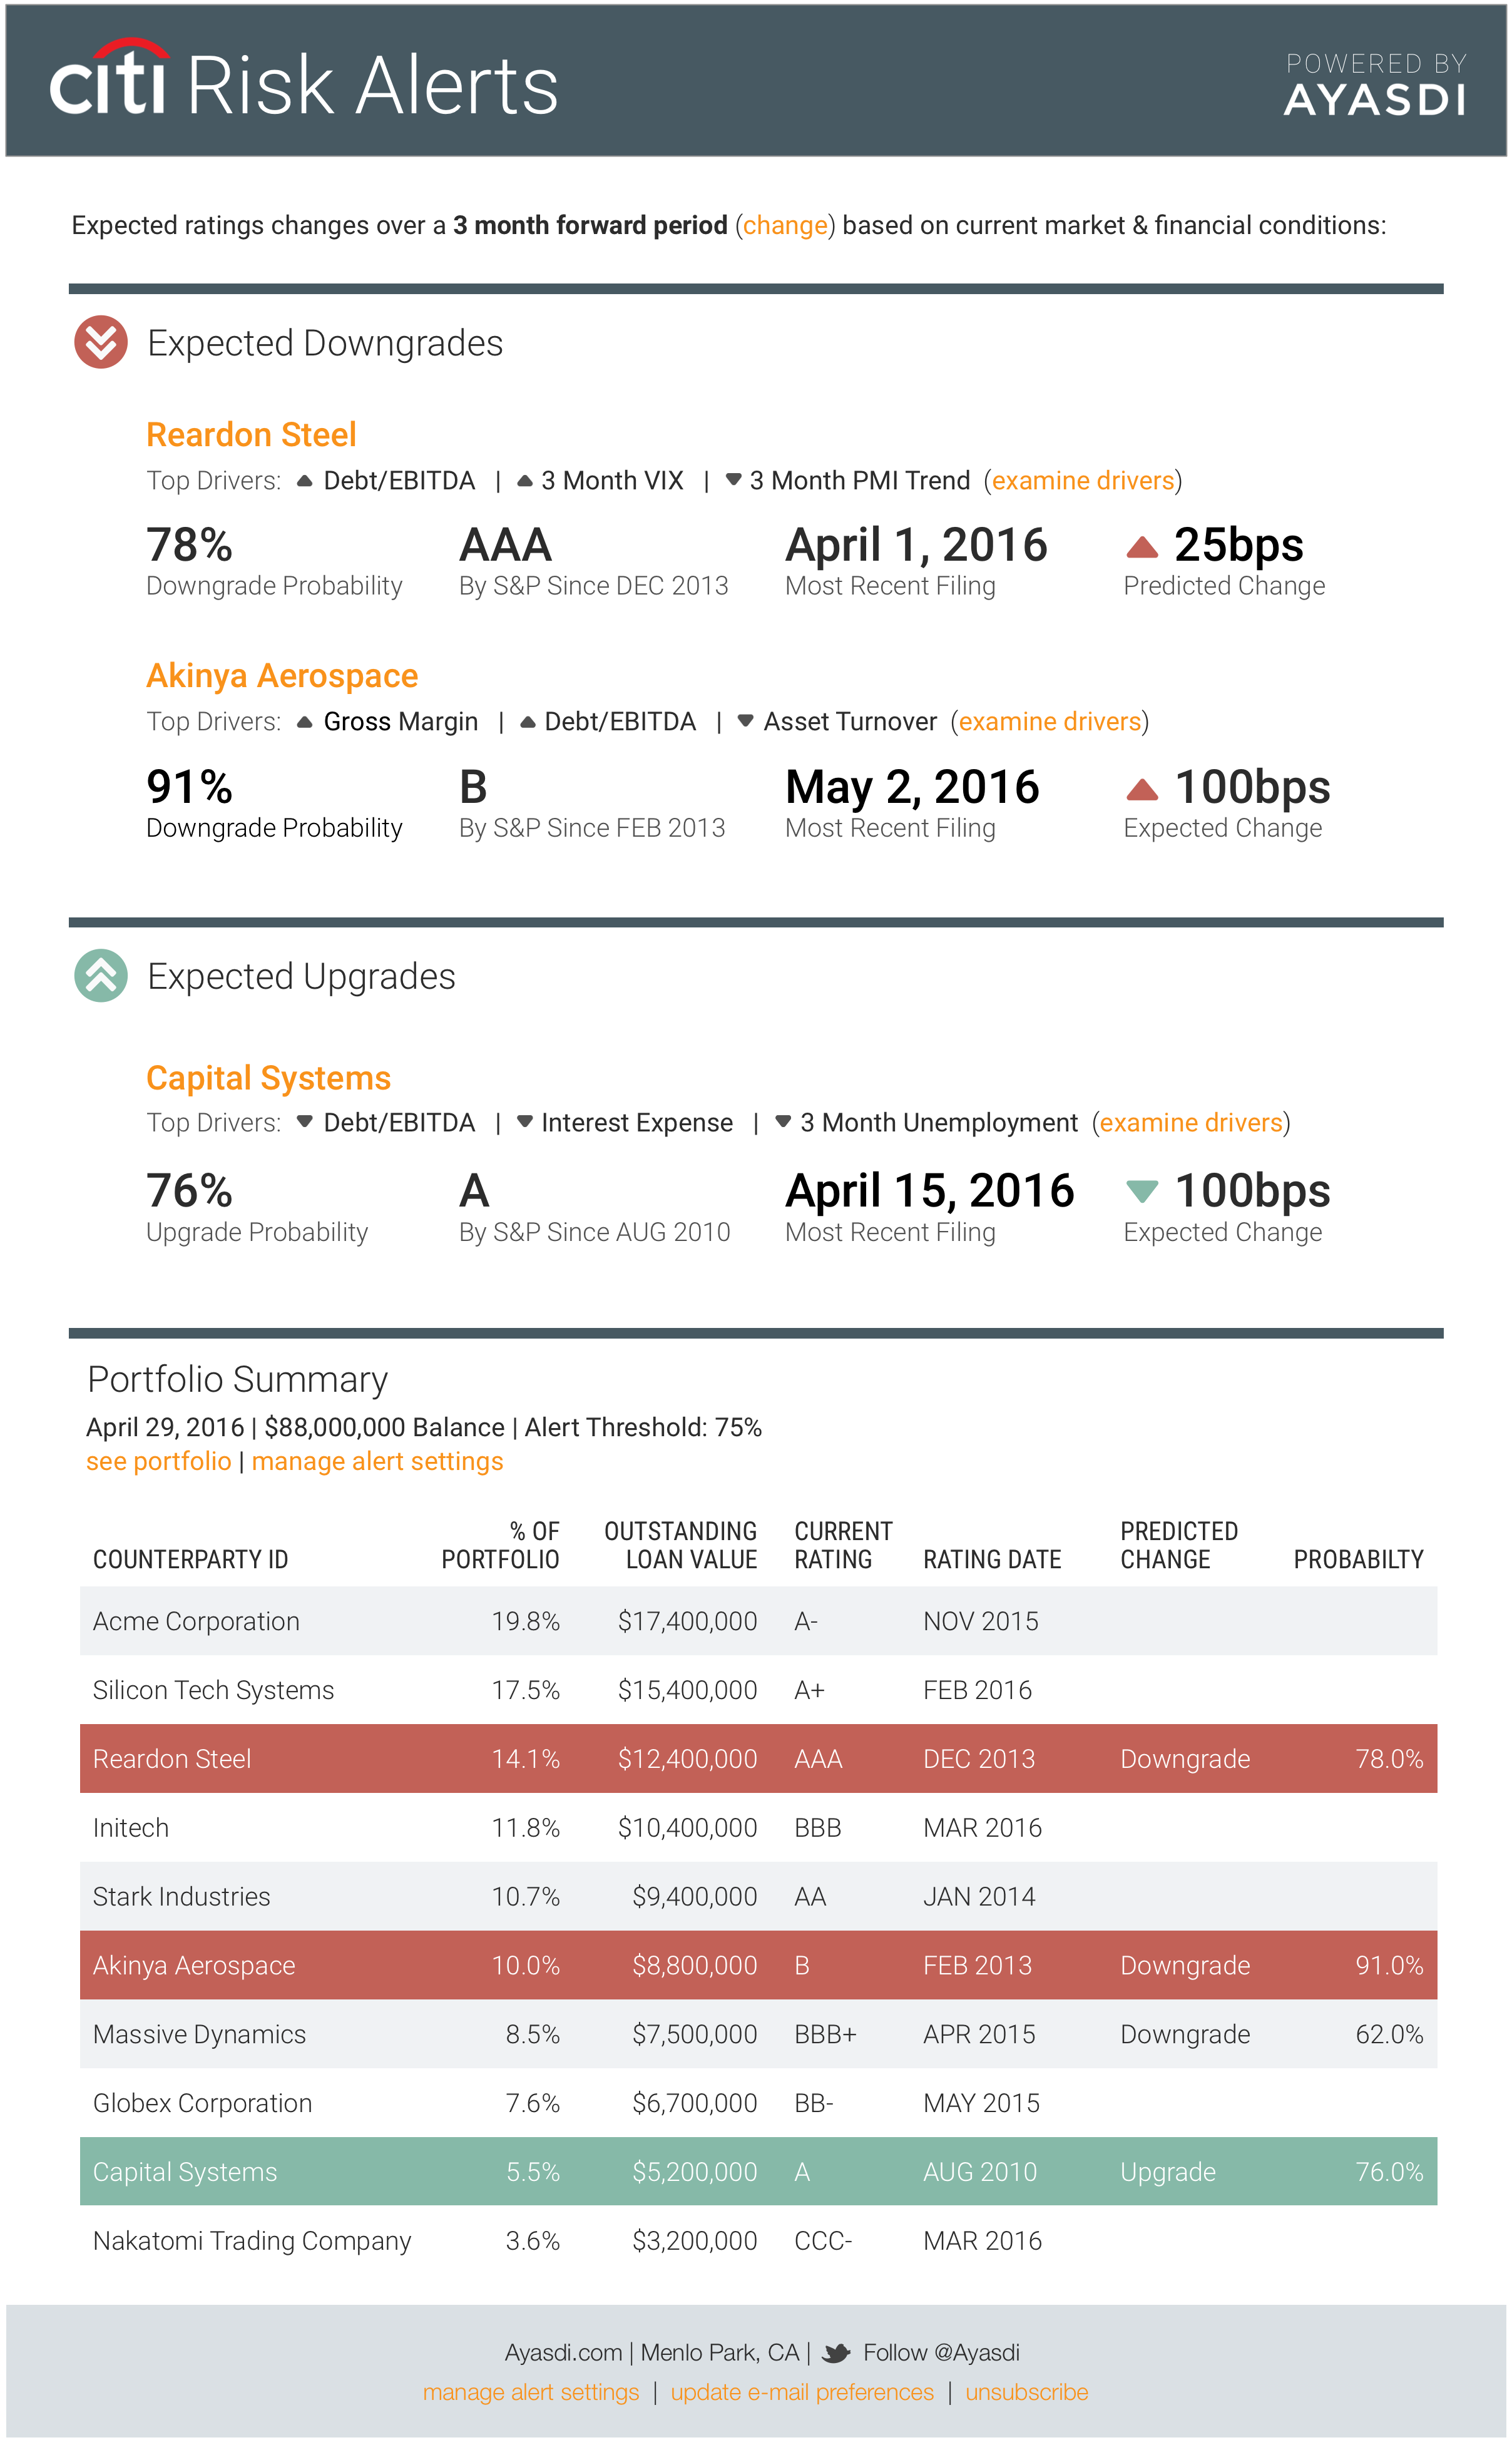 citi Risk Alerts
POWERED BY
AYASDI
Expected ratings changes over a 3 month forward period (change) based on current market & financial conditions:
Expected Downgrades
Reardon Steel
Top Drivers: ▲ Debt/EBITDA | ▲ 3 Month VIX | ▼ 3 Month PMI Trend (examine drivers)
78% AAA April 1, 2016 ▲ 25bps
Downgrade Probability By S&P Since DEC 2013 Most Recent Filing Predicted Change
Akinya Aerospace
Top Drivers: ▲ Gross Margin | ▲ Debt/EBITDA | ▼ Asset Turnover (examine drivers)
91% B May 2, 2016 ▲ 100bps
Downgrade Probability By S&P Since FEB 2013 Most Recent Filing Expected Change
Expected Upgrades
Capital Systems
Top Drivers: ▼ Debt/EBITDA | ▼ Interest Expense | ▼ 3 Month Unemployment (examine drivers)
76% A April 15, 2016 ▼ 100bps
Upgrade Probability By S&P Since AUG 2010 Most Recent Filing Expected Change
Portfolio Summary
April 29, 2016 | $88,000,000 Balance | Alert Threshold: 75%
see portfolio | manage alert settings
COUNTERPARTY ID % OF PORTFOLIO OUTSTANDING LOAN VALUE CURRENT RATING RATING DATE PREDICTED CHANGE PROBABILTY
Acme Corporation 19.8% $17,400,000 A- NOV 2015
Silicon Tech Systems 17.5% $15,400,000 A+ FEB 2016
Reardon Steel 14.1% $12,400,000 AAA DEC 2013 Downgrade 78.0%
Initech 11.8% $10,400,000 BBB MAR 2016
Stark Industries 10.7% $9,400,000 AA JAN 2014
Akinya Aerospace 10.0% $8,800,000 B FEB 2013 Downgrade 91.0%
Massive Dynamics 8.5% $7,500,000 BBB+ APR 2015 Downgrade 62.0%
Globex Corporation 7.6% $6,700,000 BB- MAY 2015
Capital Systems 5.5% $5,200,000 A AUG 2010 Upgrade 76.0%
Nakatomi Trading Company 3.6% $3,200,000 CCC- MAR 2016
Ayasdi.com | Menlo Park, CA | Follow @Ayasdi
manage alert settings | update e-mail preferences | unsubscribe